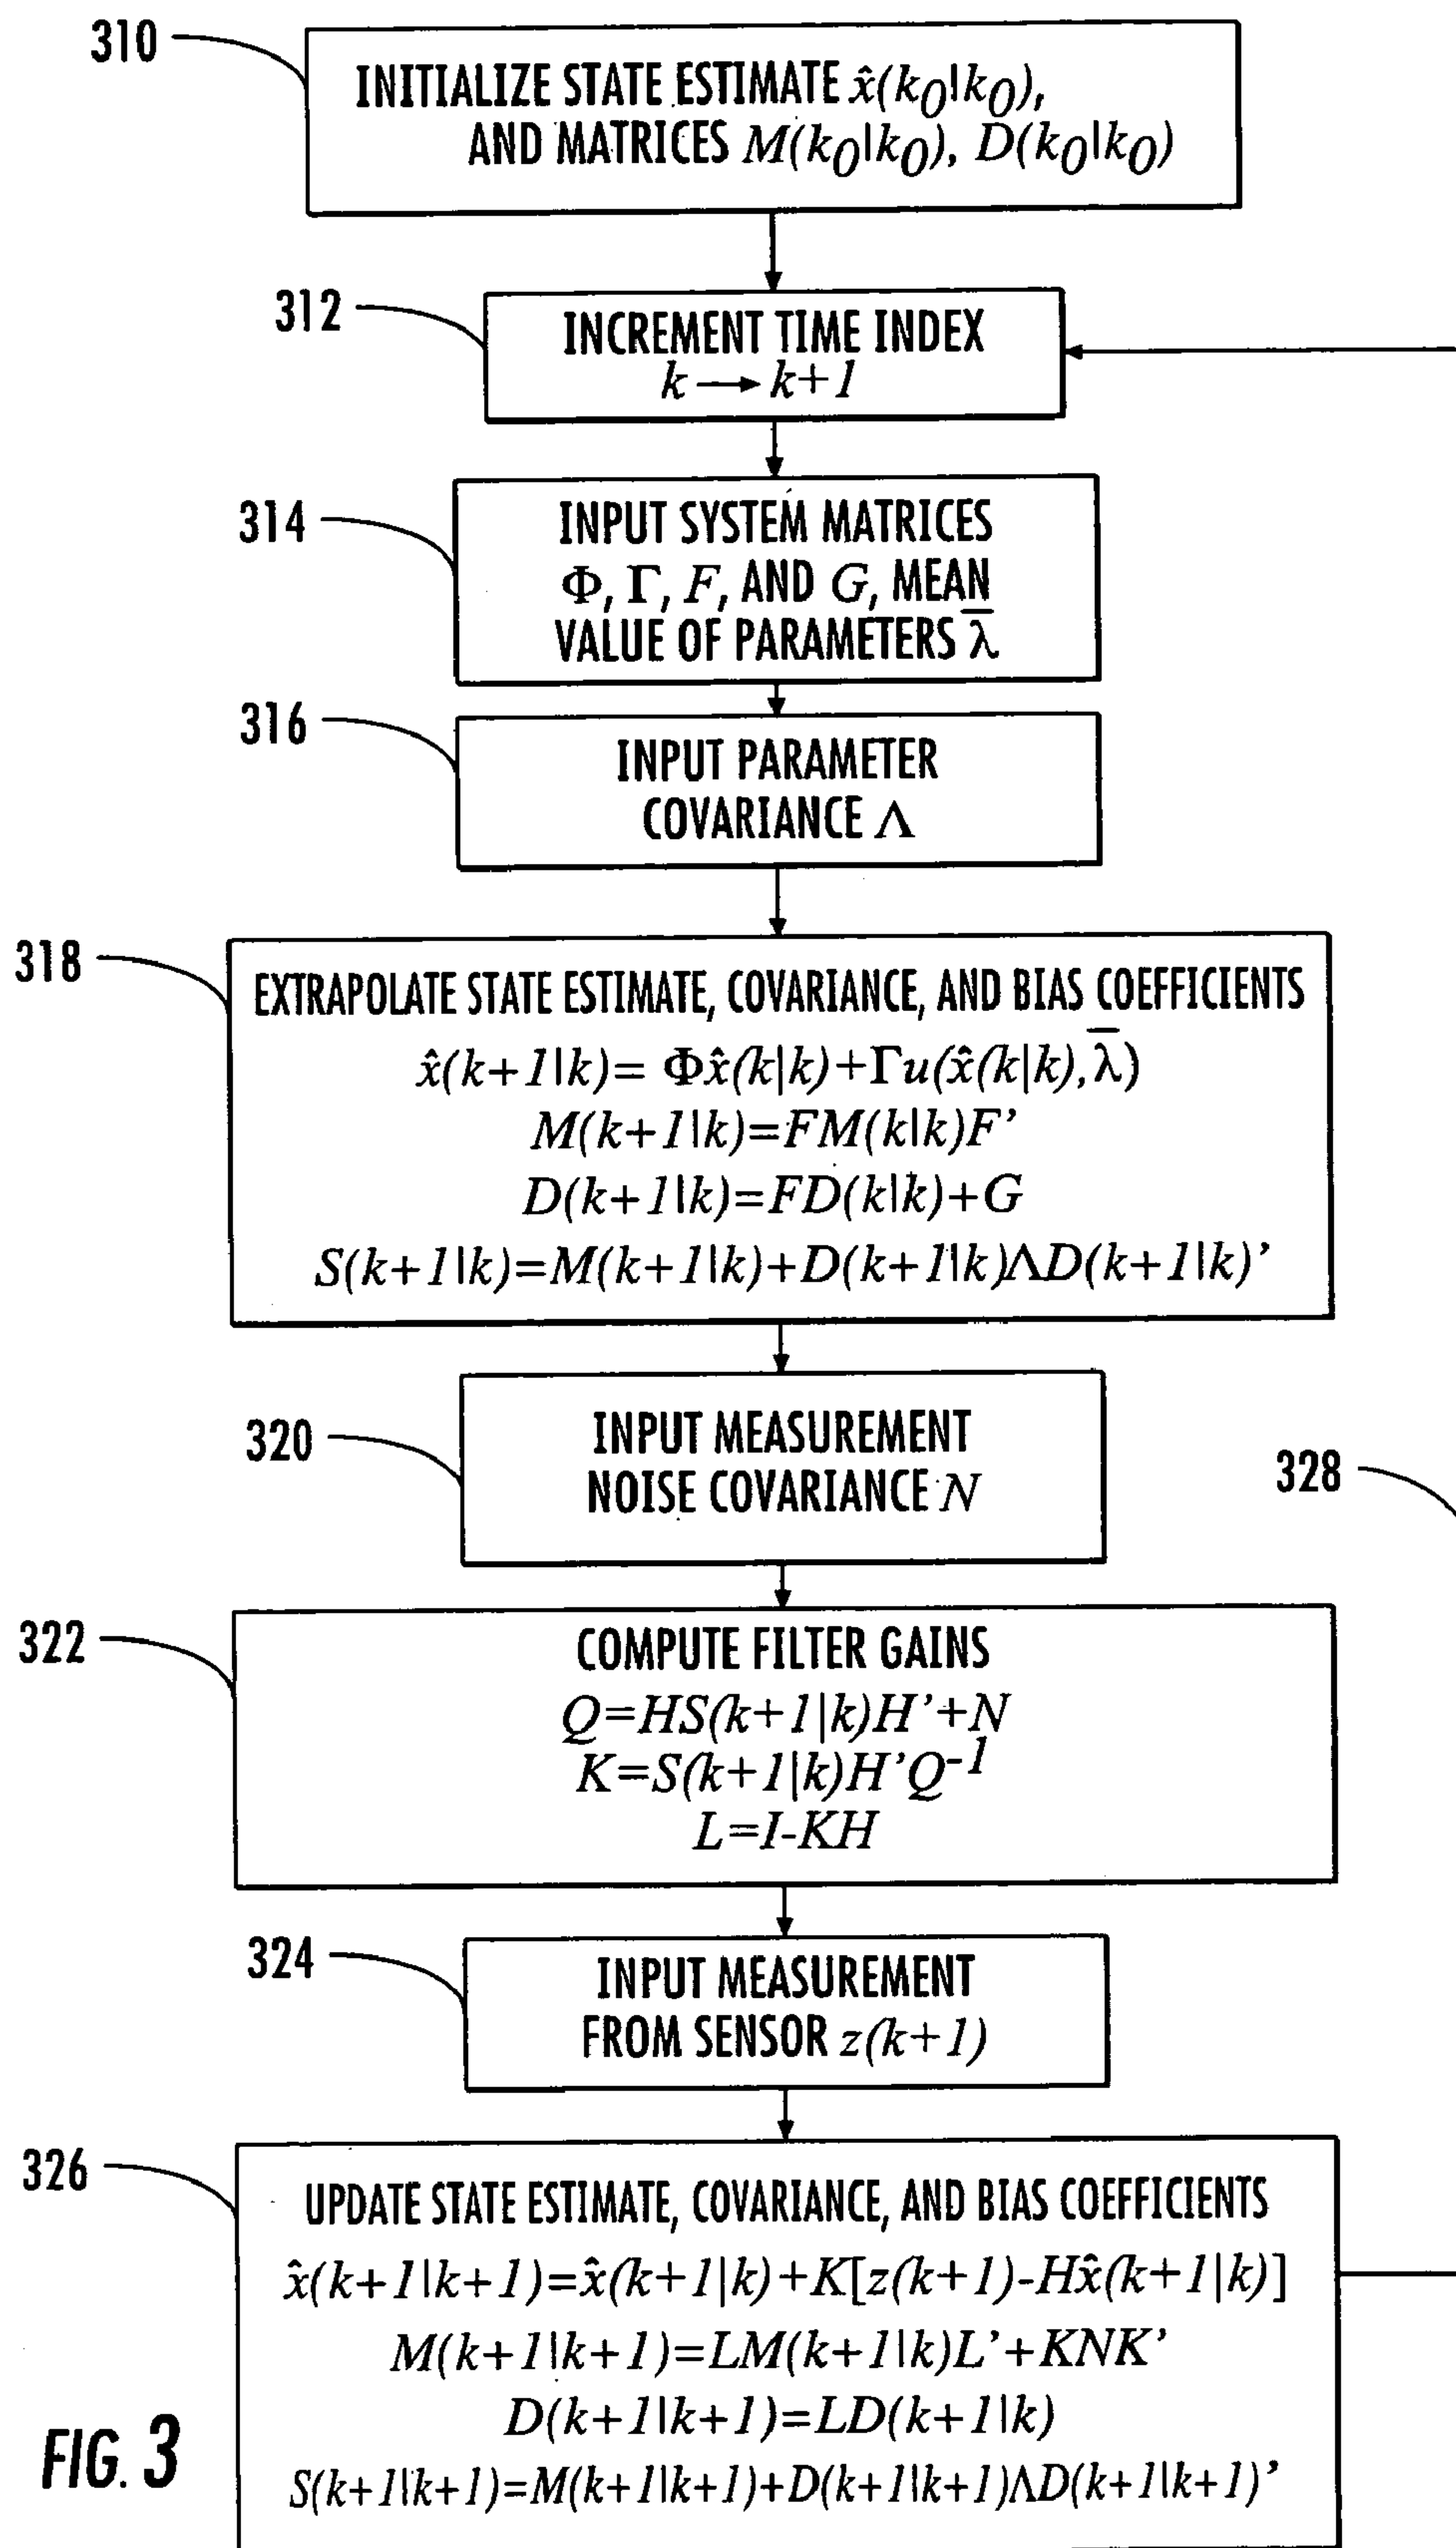 310
INITIALIZE STATE ESTIMATE x̂(k0|k0),
AND MATRICES M(k0|k0), D(k0|k0)
312
INCREMENT TIME INDEX
k → k+1
314
INPUT SYSTEM MATRICES
Φ, Γ, F, AND G, MEAN
VALUE OF PARAMETERS λ̄
316
INPUT PARAMETER
COVARIANCE Λ
318
EXTRAPOLATE STATE ESTIMATE, COVARIANCE, AND BIAS COEFFICIENTS
x̂(k+1|k)= Φx̂(k|k)+Γu(x̂(k|k),λ̄)
M(k+1|k)=FM(k|k)F'
D(k+1|k)=FD(k|k)+G
S(k+1|k)=M(k+1|k)+D(k+1|k)ΛD(k+1|k)'
320
INPUT MEASUREMENT
NOISE COVARIANCE N
328
322
COMPUTE FILTER GAINS
Q=HS(k+1|k)H'+N
K=S(k+1|k)H'Q⁻¹
L=I-KH
324
INPUT MEASUREMENT
FROM SENSOR z(k+1)
326
UPDATE STATE ESTIMATE, COVARIANCE, AND BIAS COEFFICIENTS
x̂(k+1|k+1)=x̂(k+1|k)+K[z(k+1)-Hx̂(k+1|k)]
M(k+1|k+1)=LM(k+1|k)L'+KNK'
D(k+1|k+1)=LD(k+1|k)
S(k+1|k+1)=M(k+1|k+1)+D(k+1|k+1)ΛD(k+1|k+1)'
FIG. 3